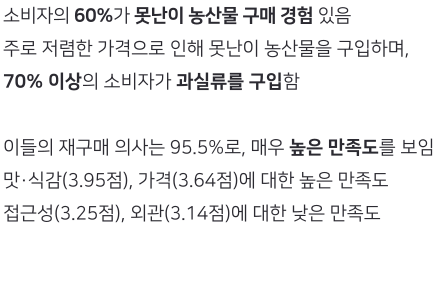 소비자의 60%가 못난이 농산물 구매 경험 있음
주로 저렴한 가격으로 인해 못난이 농산물을 구입하며,
70% 이상의 소비자가 과실류를 구입함
이들의 재구매 의사는 95.5%로, 매우 높은 만족도를 보임
맛·식감(3.95점), 가격(3.64점)에 대한 높은 만족도
접근성(3.25점), 외관(3.14점)에 대한 낮은 만족도